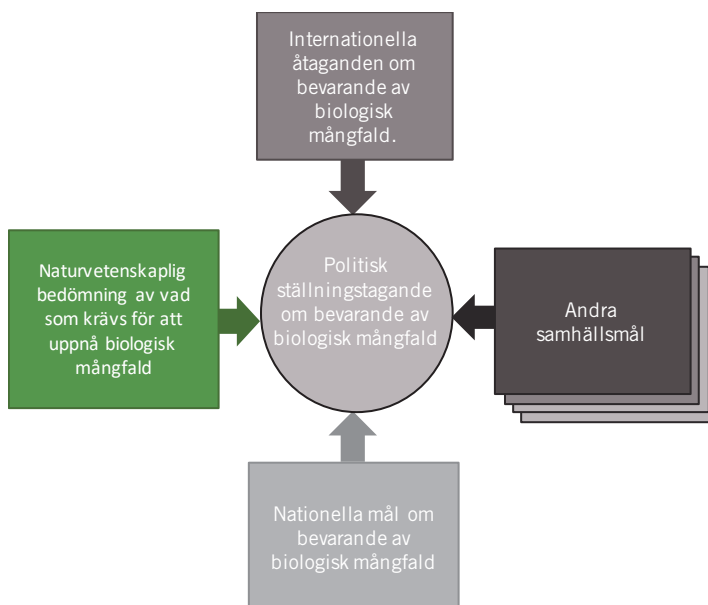 Internationella
åtaganden om
bevarande av
biologisk
mångfald.
Naturvetenskaplig
bedömning av vad
som krävs för att
uppnå biologisk
mångfald
Politisk
ställningstagande
om bevarande av
biologisk mångfald
Andra
samhällsmål
Nationella mål om
bevarande av
biologisk mångfald